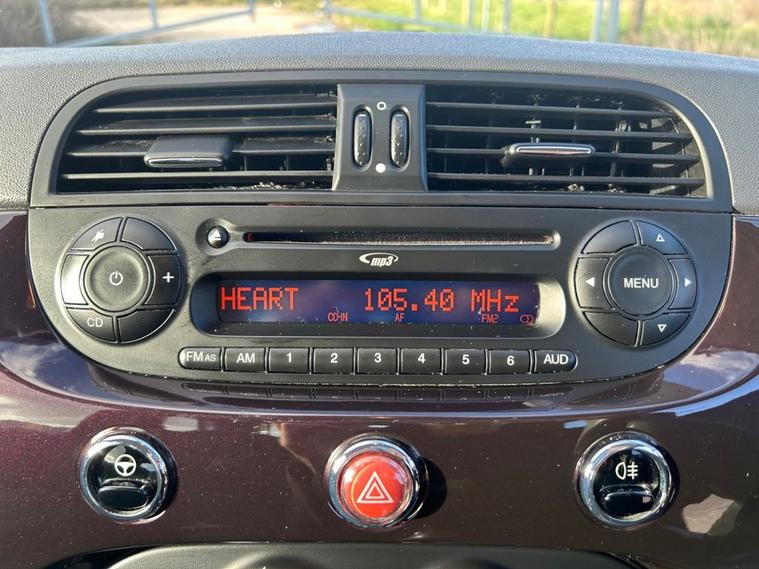 mp3
HEART 105.40 MHz
CD-IN AF FM2
+
CD
MENU
FM AS AM 1 2 3 4 5 6 AUD